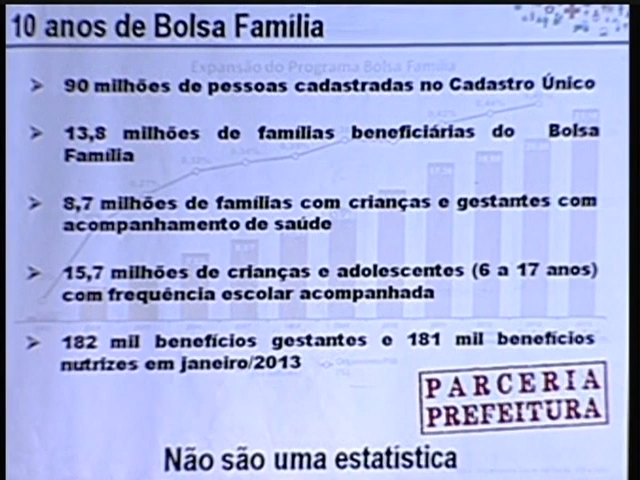 10 anos de Bolsa Família
Expansão do Programa Bolsa Família
➤ 90 milhões de pessoas cadastradas no Cadastro Único
➤ 13,8 milhões de famílias beneficiárias do Bolsa
Família
➤ 8,7 milhões de famílias com crianças e gestantes com
acompanhamento de saúde
➤ 15,7 milhões de crianças e adolescentes (6 a 17 anos)
com frequência escolar acompanhada
➤ 182 mil benefícios gestantes e 181 mil benefícios
nutrizes em janeiro/2013
PARCERIA
PREFEITURA
Não são uma estatística